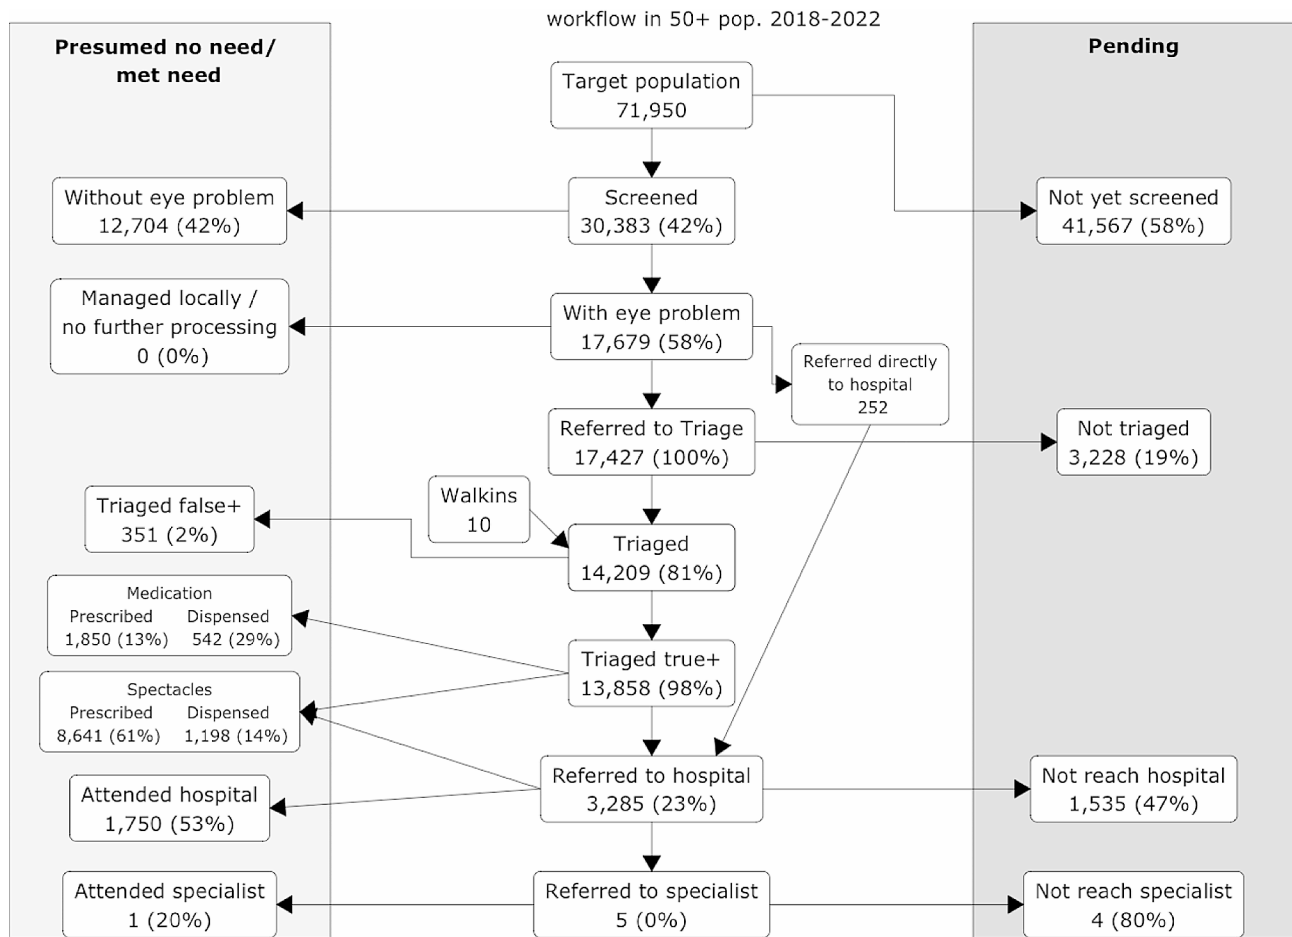 workflow in 50+ pop. 2018-2022
Presumed no need/
met need
Pending
Target population
71,950
Without eye problem
12,704 (42%)
Screened
30,383 (42%)
Not yet screened
41,567 (58%)
Managed locally /
no further processing
0 (0%)
With eye problem
17,679 (58%)
Referred directly
to hospital
252
Referred to Triage
17,427 (100%)
Not triaged
3,228 (19%)
Triaged false+
351 (2%)
Walkins
10
Triaged
14,209 (81%)
Medication
Prescribed Dispensed
1,850 (13%) 542 (29%)
Triaged true+
13,858 (98%)
Spectacles
Prescribed Dispensed
8,641 (61%) 1,198 (14%)
Attended hospital
1,750 (53%)
Referred to hospital
3,285 (23%)
Not reach hospital
1,535 (47%)
Attended specialist
1 (20%)
Referred to specialist
5 (0%)
Not reach specialist
4 (80%)